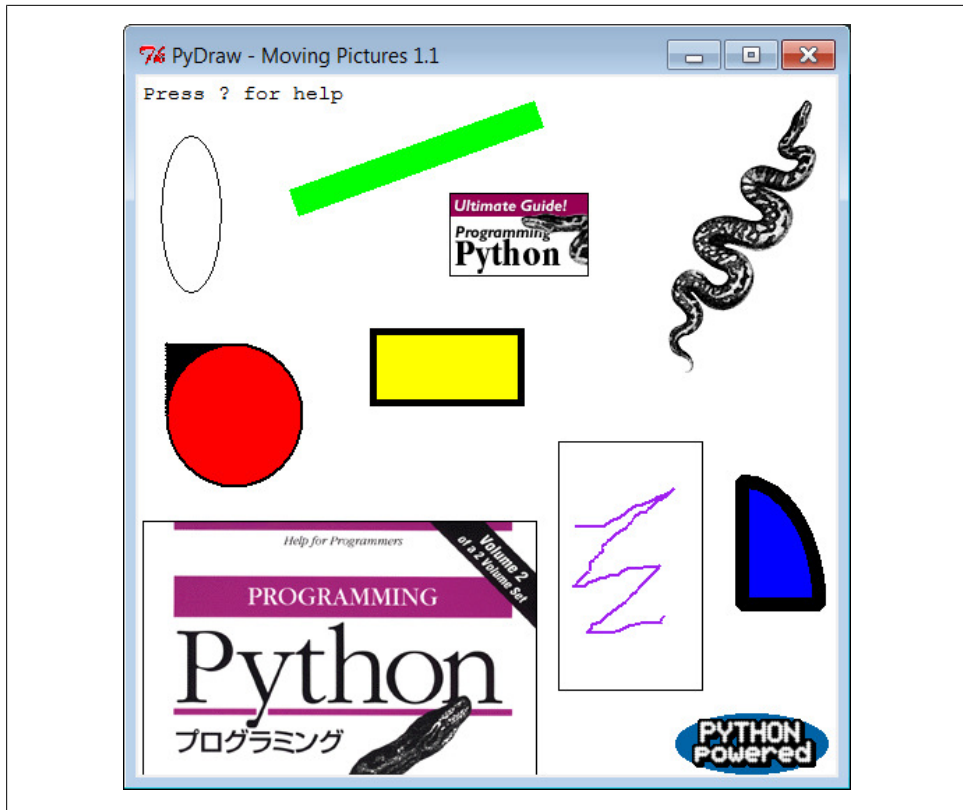 PyDraw - Moving Pictures 1.1
Press ? for help
Ultimate Guide!
Programming
Python
Help for Programmers
Volume 2
of a 2 Volume Set
PROGRAMMING
Python
プログラミング
PYTHON
powered